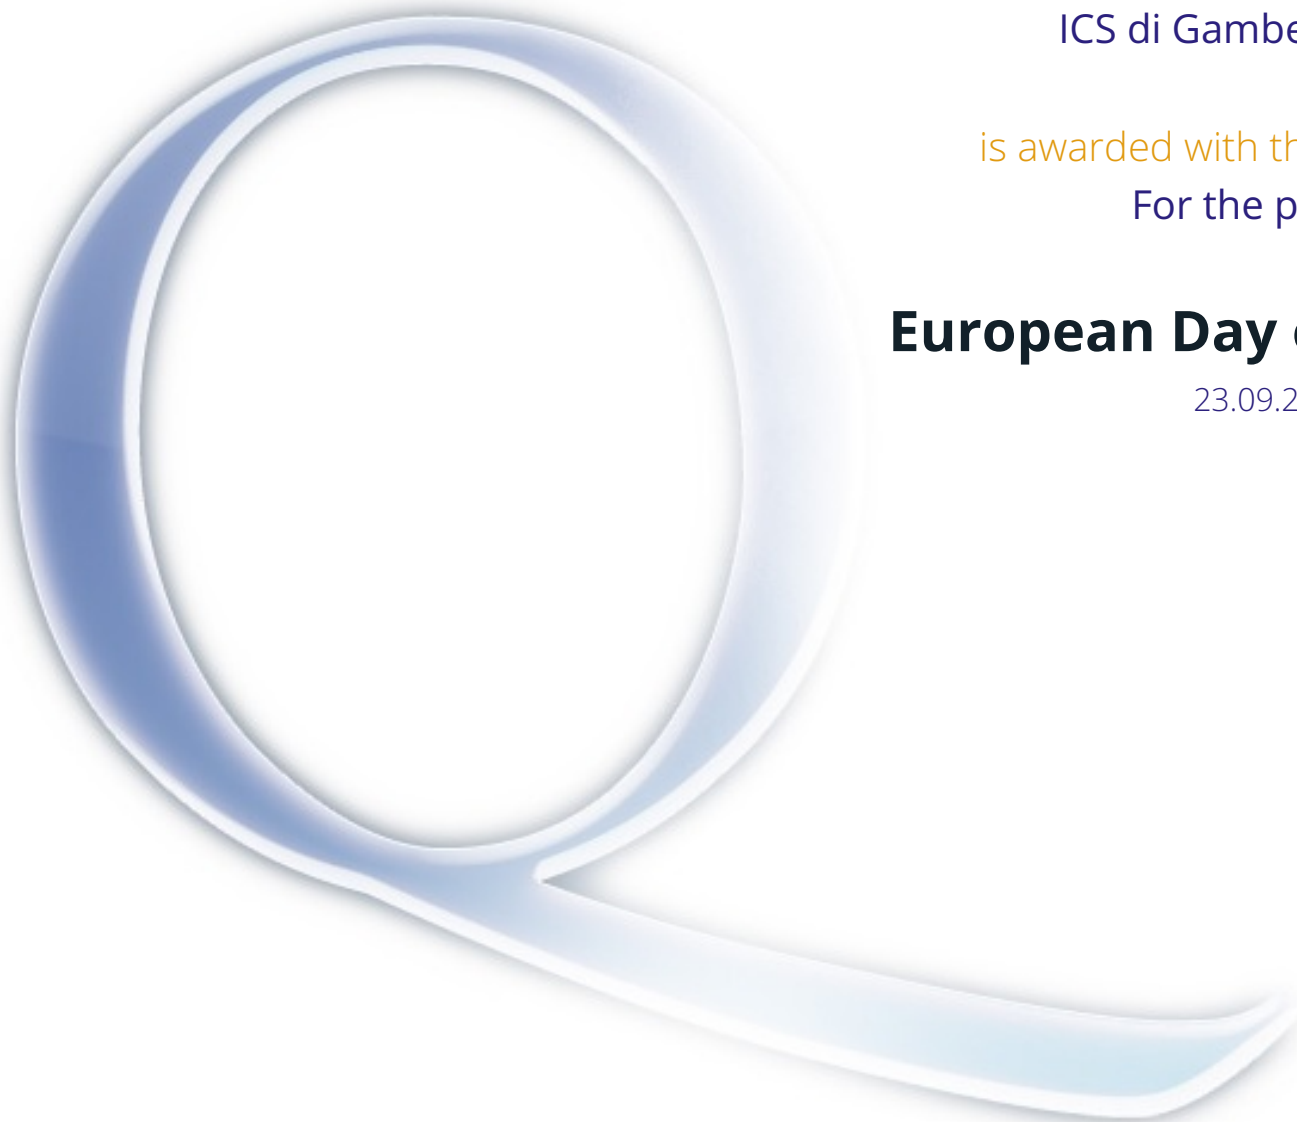 ICS di Gambe
is awarded with th
For the p
European Day
23.09.2
Q